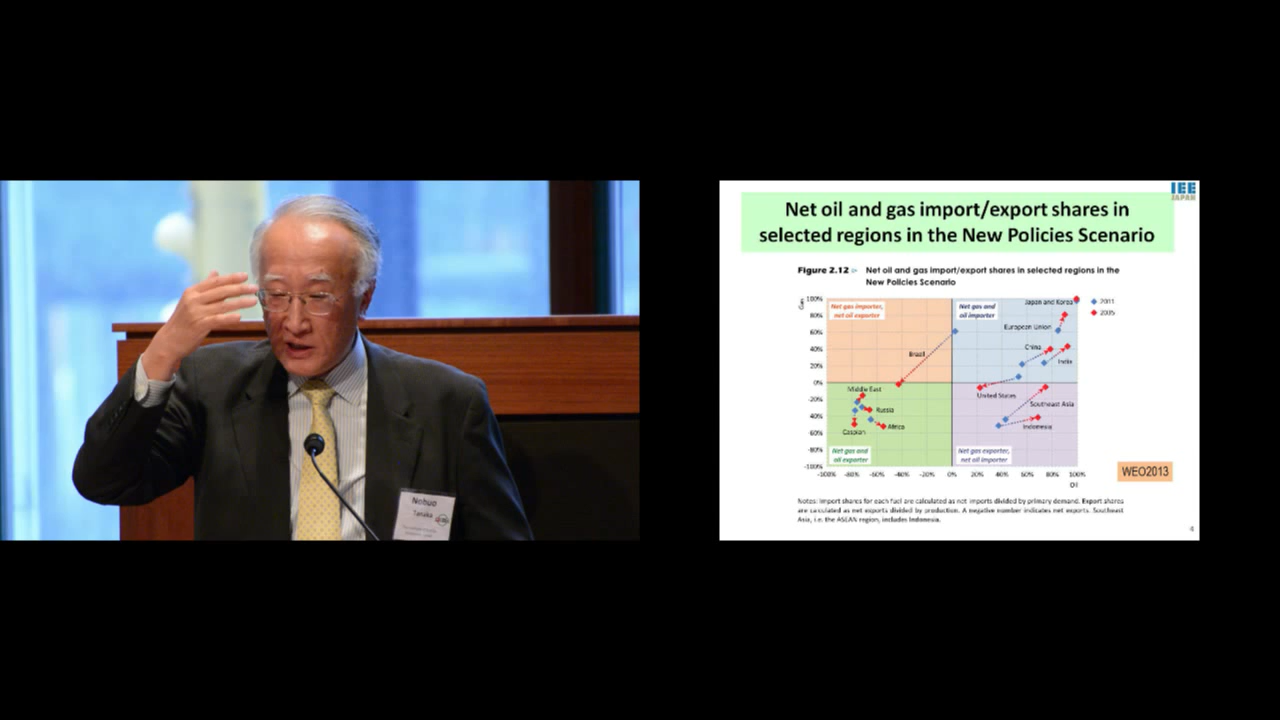 Nobuo
Tanaka
IEE
JAPAN
Net oil and gas import/export shares in
selected regions in the New Policies Scenario
Figure 2.12 ▷ Net oil and gas import/export shares in selected regions in the
New Policies Scenario
Gas
100%
80%
60%
40%
20%
0%
-20%
-40%
-60%
-80%
-100%
Net gas importer,
net oil exporter
Net gas and
oil importer
Japan and Korea
European Union
China
India
Brazil
United States
Middle East
Russia
Caspian
Africa
Southeast Asia
Indonesia
Net gas and
oil exporter
Net gas exporter,
net oil importer
-100% -80% -60% -40% -20% 0% 20% 40% 60% 80% 100%
Oil
2011
2035
WEO2013
Notes: Import shares for each fuel are calculated as net imports divided by primary demand. Export shares
are calculated as net exports divided by production. A negative number indicates net exports. Southeast
Asia, i.e. the ASEAN region, includes Indonesia.